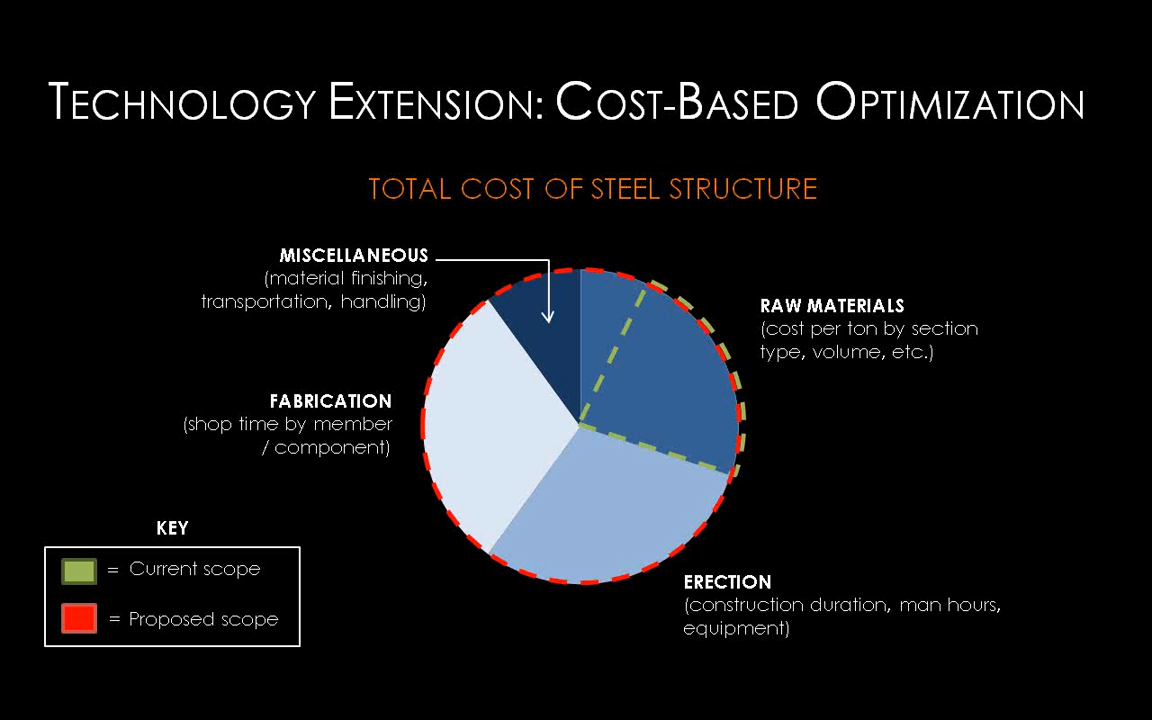 TECHNOLOGY EXTENSION: COST-BASED OPTIMIZATION
TOTAL COST OF STEEL STRUCTURE
MISCELLANEOUS
(material finishing,
transportation, handling)
RAW MATERIALS
(cost per ton by section
type, volume, etc.)
FABRICATION
(shop time by member
/ component)
ERECTION
(construction duration, man hours,
equipment)
KEY
= Current scope
= Proposed scope